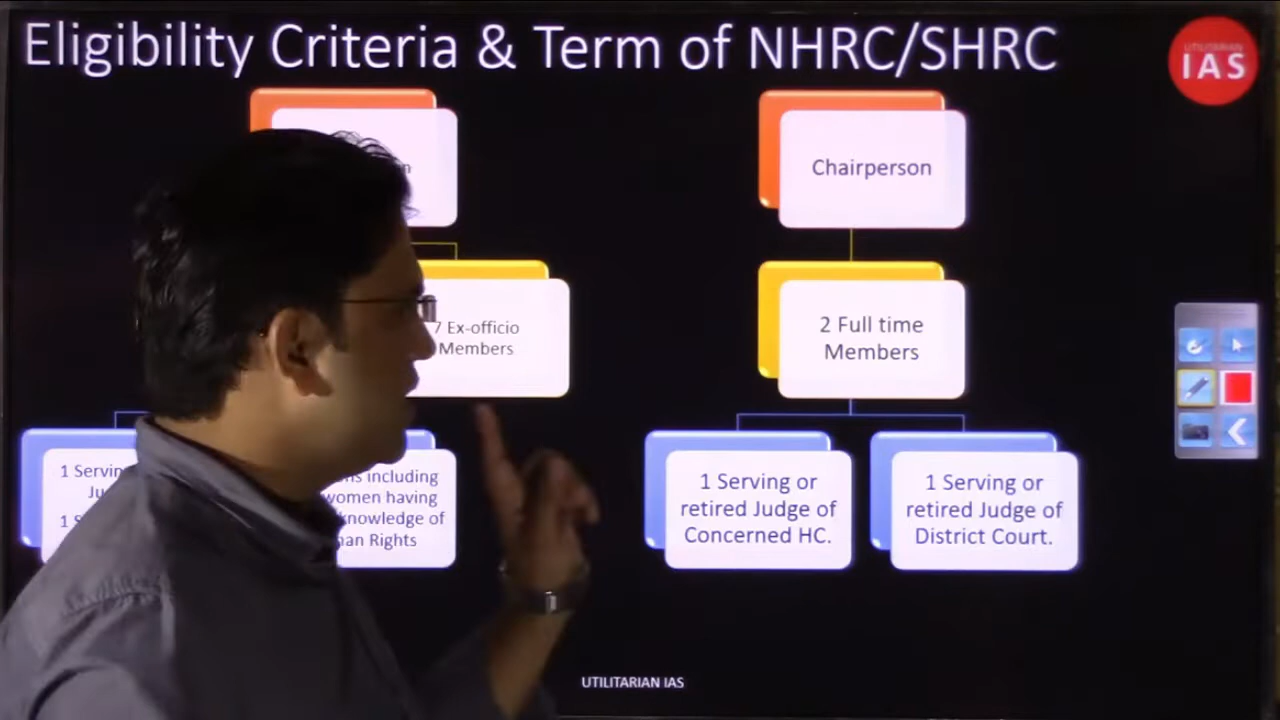 Eligibility Criteria & Term of NHRC/SHRC
UTILITARIAN
IAS
Chairperson
7 Ex-officio
Members
2 Full time
Members
1
including
women having
knowledge of
Rights
1 Serving or
retired Judge of
Concerned HC.
1 Serving or
retired Judge of
District Court.
UTILITARIAN IAS